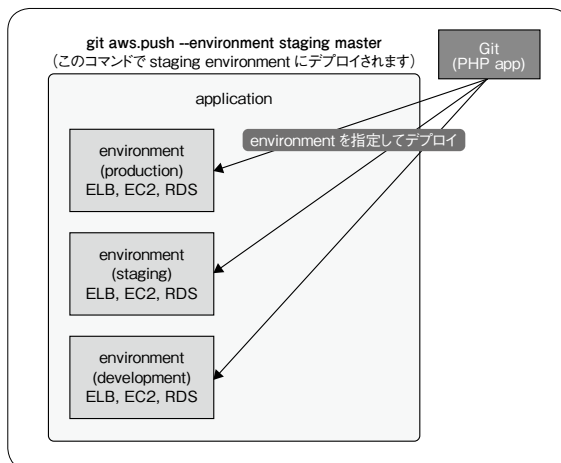 git aws.push --environment staging master
(このコマンドで staging environment にデプロイされます)
Git
(PHP app)
application
environment を指定してデプロイ
environment
(production)
ELB, EC2, RDS
environment
(staging)
ELB, EC2, RDS
environment
(development)
ELB, EC2, RDS